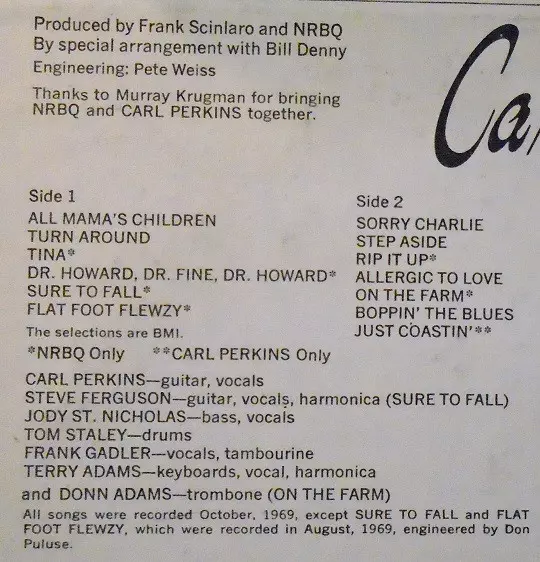 Produced by Frank Scinlaro and NRBQ
By special arrangement with Bill Denny
Engineering: Pete Weiss
Thanks to Murray Krugman for bringing
NRBQ and CARL PERKINS together.
Ca
Side 1
ALL MAMA'S CHILDREN
TURN AROUND
TINA*
DR. HOWARD, DR. FINE, DR. HOWARD*
SURE TO FALL*
FLAT FOOT FLEWZY*
The selections are BMI.
*NRBQ Only **CARL PERKINS Only
Side 2
SORRY CHARLIE
STEP ASIDE
RIP IT UP*
ALLERGIC TO LOVE
ON THE FARM*
BOPPIN' THE BLUES
JUST COASTIN'**
CARL PERKINS—guitar, vocals
STEVE FERGUSON—guitar, vocals, harmonica (SURE TO FALL)
JODY ST. NICHOLAS—bass, vocals
TOM STALEY—drums
FRANK GADLER—vocals, tambourine
TERRY ADAMS—keyboards, vocal, harmonica
and DONN ADAMS—trombone (ON THE FARM)
All songs were recorded October, 1969, except SURE TO FALL and FLAT
FOOT FLEWZY, which were recorded in August, 1969, engineered by Don
Puluse.